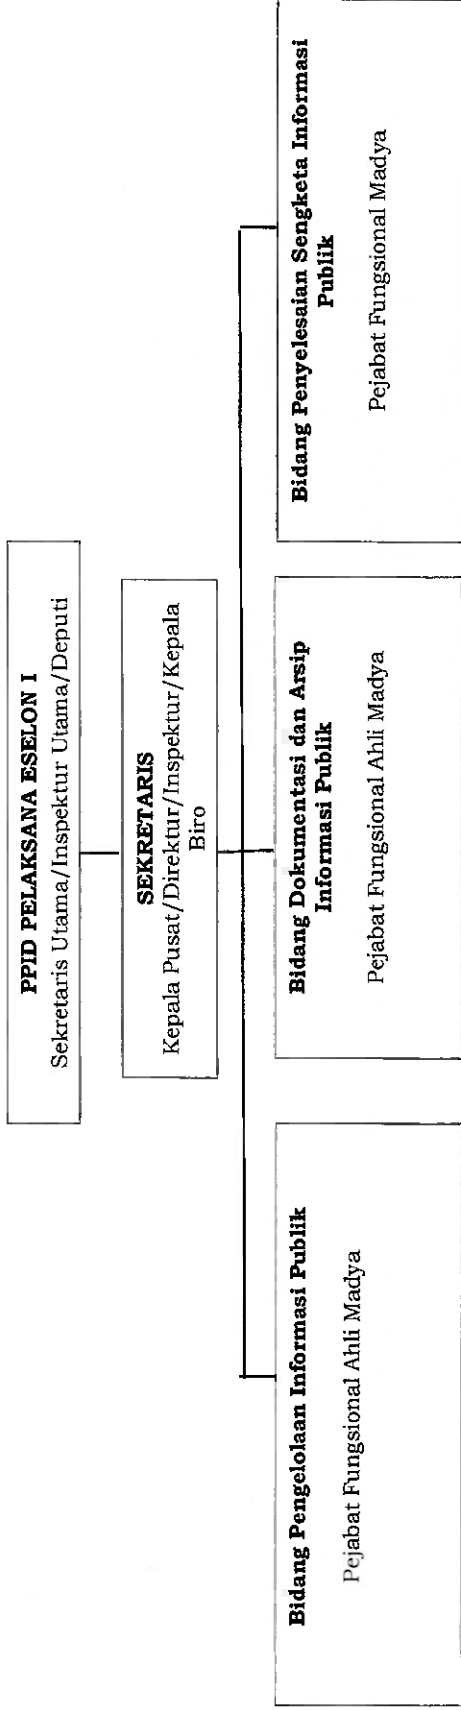 PPID PELAKSANA ESELON I
Sekretaris Utama/Inspektur Utama/Deputi
SEKRETARIS
Kepala Pusat/Direktur/Inspektur/Kepala
Biro
Bidang Pengelolaan Informasi Publik
Pejabat Fungsional Ahli Madya
Bidang Dokumentasi dan Arsip
Informasi Publik
Pejabat Fungsional Ahli Madya
Bidang Penyelesaian Sengketa Informasi
Publik
Pejabat Fungsional Madya